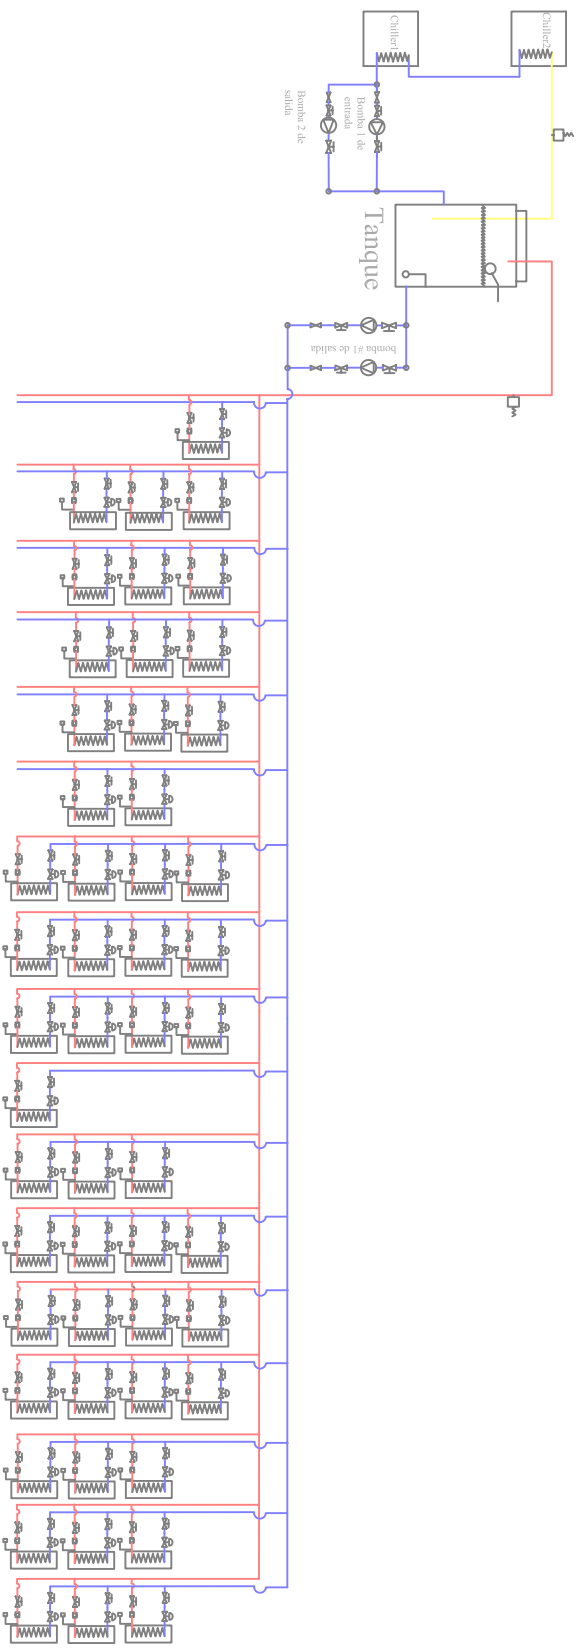 Chiller1
Chiller2
Bomba 2 de
salida
Bomba 1 de
entrada
Tanque
bomba #1 de salida